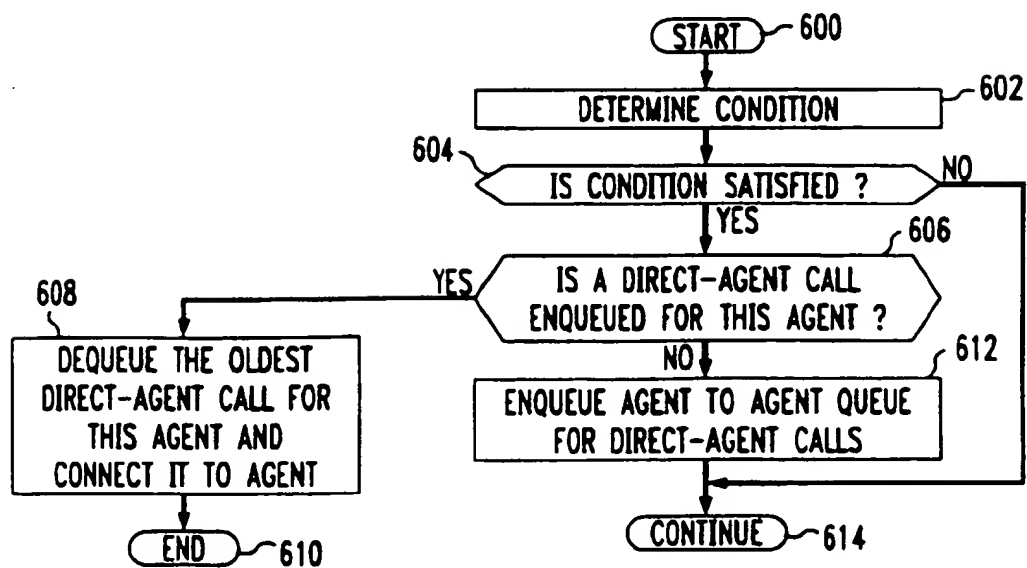 START
600
DETERMINE CONDITION
602
604
IS CONDITION SATISFIED ?
NO
YES
606
IS A DIRECT-AGENT CALL
ENQUEUED FOR THIS AGENT ?
YES
608
DEQUEUE THE OLDEST
DIRECT-AGENT CALL FOR
THIS AGENT AND
CONNECT IT TO AGENT
NO
612
ENQUEUE AGENT TO AGENT QUEUE
FOR DIRECT-AGENT CALLS
END
610
CONTINUE
614